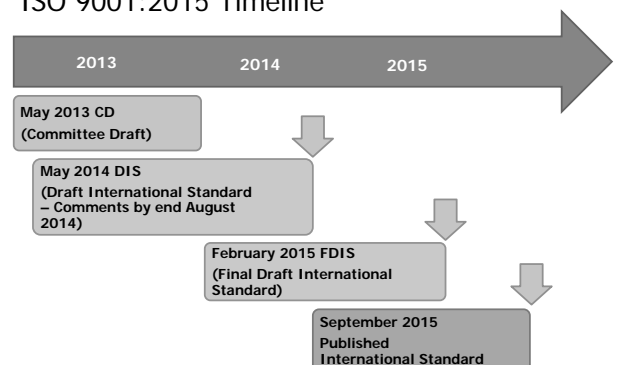 ISO 9001:2015 Timeline
2013
2014
2015
May 2013 CD
(Committee Draft)
May 2014 DIS
(Draft International Standard
– Comments by end August
2014)
February 2015 FDIS
(Final Draft International
Standard)
September 2015
Published
International Standard